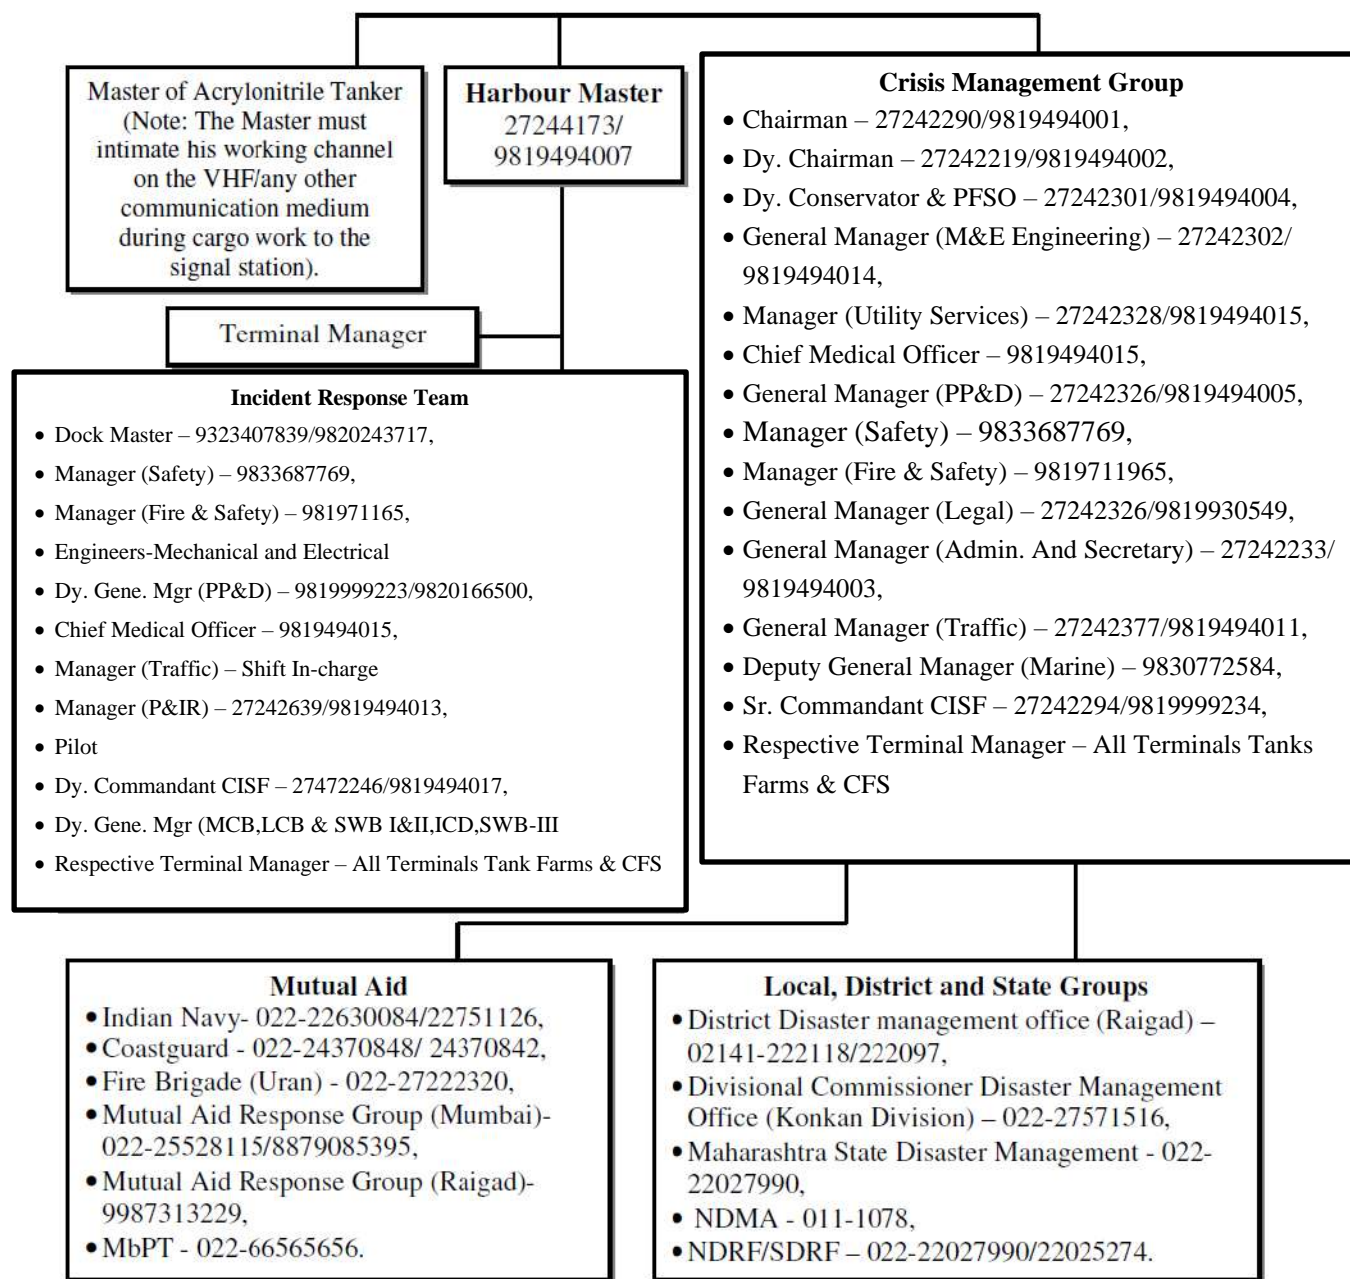 Master of Acrylonitrile Tanker
(Note: The Master must
intimate his working channel
on the VHF/any other
communication medium
during cargo work to the
signal station).
Harbour Master
27244173/
9819494007
Terminal Manager
Incident Response Team
• Dock Master – 9323407839/9820243717,
• Manager (Safety) – 9833687769,
• Manager (Fire & Safety) – 981971165,
• Engineers-Mechanical and Electrical
• Dy. Gene. Mgr (PP&D) – 9819999223/9820166500,
• Chief Medical Officer – 9819494015,
• Manager (Traffic) – Shift In-charge
• Manager (P&IR) – 27242639/9819494013,
• Pilot
• Dy. Commandant CISF – 27472246/9819494017,
• Dy. Gene. Mgr (MCB,LCB & SWB I&II,ICD,SWB-III
• Respective Terminal Manager – All Terminals Tank Farms & CFS
Crisis Management Group
• Chairman – 27242290/9819494001,
• Dy. Chairman – 27242219/9819494002,
• Dy. Conservator & PFSO – 27242301/9819494004,
• General Manager (M&E Engineering) – 27242302/
9819494014,
• Manager (Utility Services) – 27242328/9819494015,
• Chief Medical Officer – 9819494015,
• General Manager (PP&D) – 27242326/9819494005,
• Manager (Safety) – 9833687769,
• Manager (Fire & Safety) – 9819711965,
• General Manager (Legal) – 27242326/9819930549,
• General Manager (Admin. And Secretary) – 27242233/
9819494003,
• General Manager (Traffic) – 27242377/9819494011,
• Deputy General Manager (Marine) – 9830772584,
• Sr. Commandant CISF – 27242294/9819999234,
• Respective Terminal Manager – All Terminals Tanks
Farms & CFS
Mutual Aid
• Indian Navy- 022-22630084/22751126,
• Coastguard - 022-24370848/ 24370842,
• Fire Brigade (Uran) - 022-27222320,
• Mutual Aid Response Group (Mumbai)-
022-25528115/8879085395,
• Mutual Aid Response Group (Raigad)-
9987313229,
• MbPT - 022-66565656.
Local, District and State Groups
• District Disaster management office (Raigad) –
02141-222118/222097,
• Divisional Commissioner Disaster Management
Office (Konkan Division) – 022-27571516,
• Maharashtra State Disaster Management - 022-
22027990,
• NDMA - 011-1078,
• NDRF/SDRF – 022-22027990/22025274.